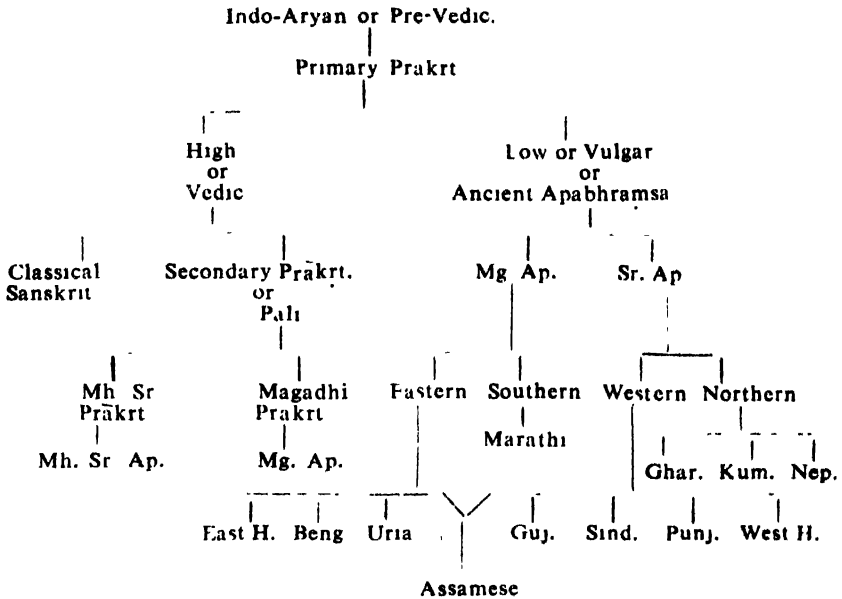 Indo-Aryan or Pre-Vedic.
Primary Prakrt
High
or
Vedic
Low or Vulgar
or
Ancient Apabhramsa
Classical
Sanskrit
Secondary Prākrt.
or
Pali
Mg Ap.
Sr. Ap
Mh Sr
Prākrt
Magadhi
Prakrt
Eastern
Southern
Western
Northern
Marathi
Mh. Sr Ap.
Mg. Ap.
Ghar.
Kum.
Nep.
East H.
Beng
Uria
Guj.
Sind.
Punj.
West H.
Assamese